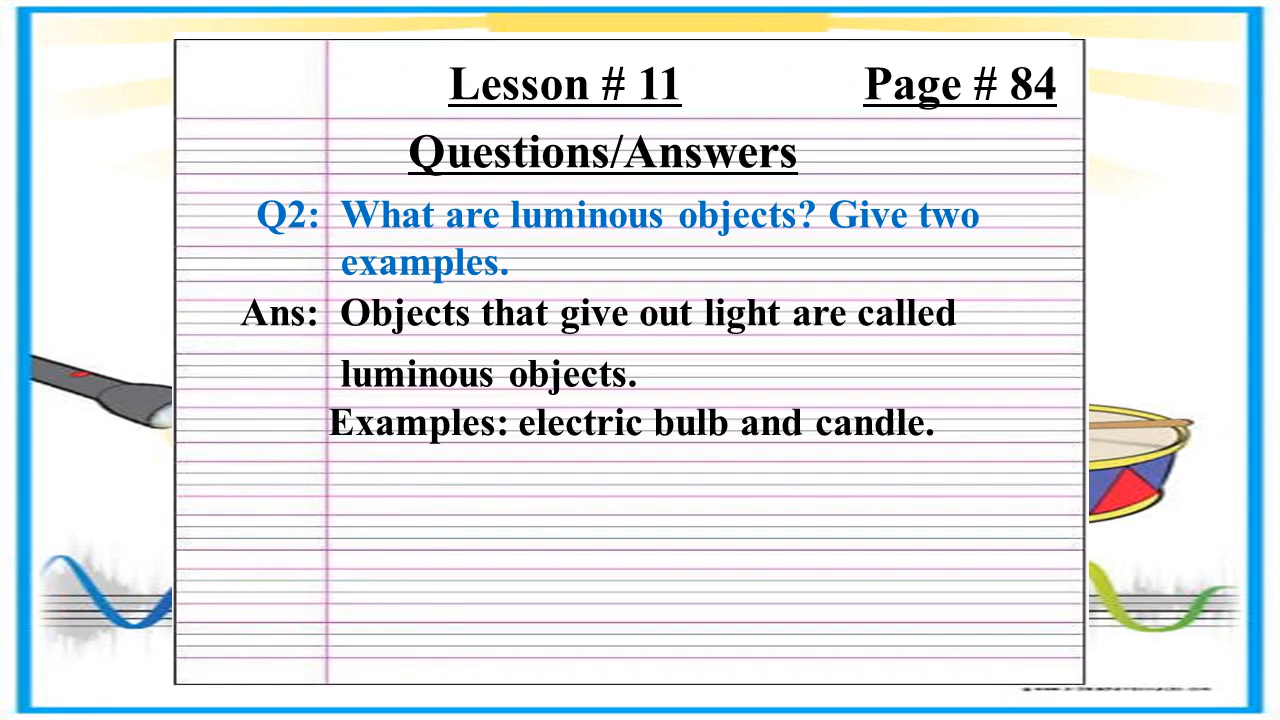 Lesson # 11 Page # 84
Questions/Answers
Q2: What are luminous objects? Give two
examples.
Ans: Objects that give out light are called
luminous objects.
Examples: electric bulb and candle.